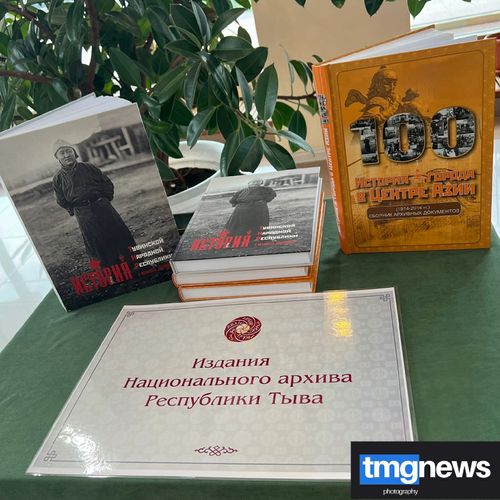 История
Тувинской
Народной
Республики
История
Тувинской
Народной
Республики
100
История города
в центре Азии
(1914-2014 гг.)
Сборник архивных документов
Издания
Национального архива
Республики Тыва
tmgnews
photography